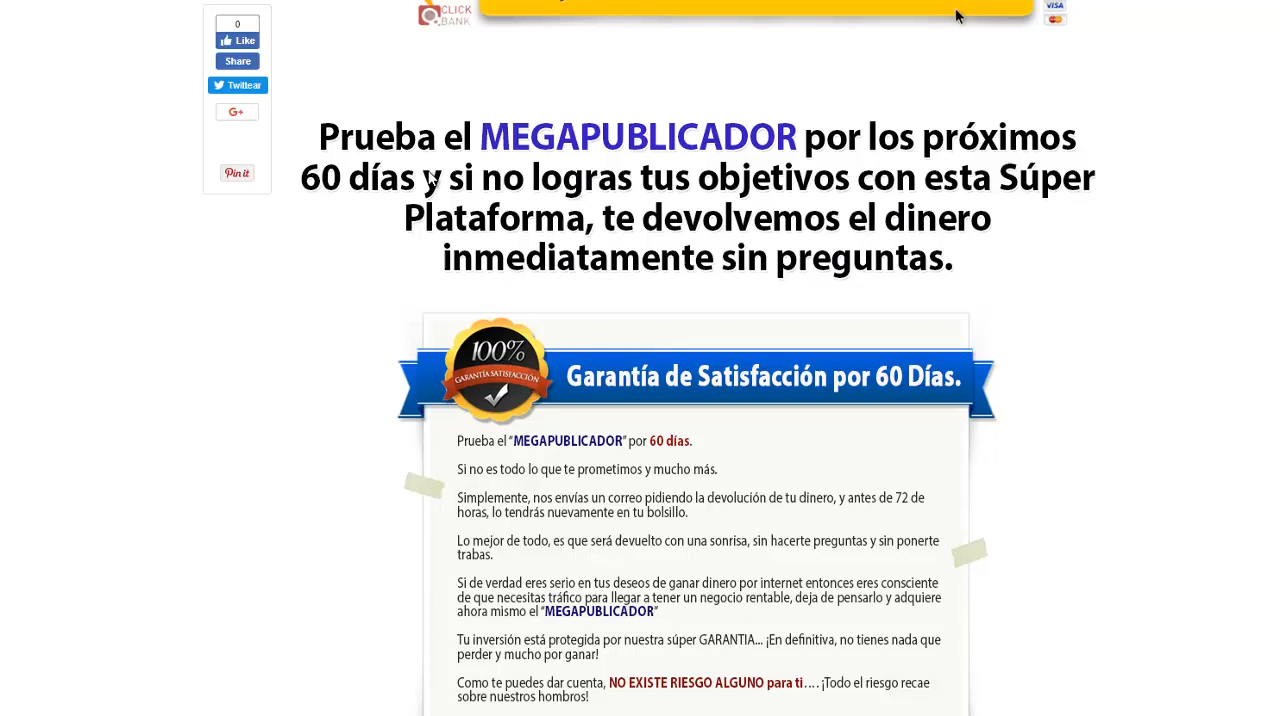 CLICK
BANK
VISA
0
Like
Share
Twittear
G+
Pin it
Prueba el MEGAPUBLICADOR por los próximos
60 días y si no logras tus objetivos con esta Súper
Plataforma, te devolvemos el dinero
inmediatamente sin preguntas.
100%
GARANTÍA SATISFACCIÓN
Garantía de Satisfacción por 60 Días.
Prueba el “MEGAPUBLICADOR” por 60 días.
Si no es todo lo que te prometimos y mucho más.
Simplemente, nos envías un correo pidiendo la devolución de tu dinero, y antes de 72 de
horas, lo tendrás nuevamente en tu bolsillo.
Lo mejor de todo, es que será devuelto con una sonrisa, sin hacerte preguntas y sin ponerte
trabas.
Si de verdad eres serio en tus deseos de ganar dinero por internet entonces eres consciente
de que necesitas tráfico para llegar a tener un negocio rentable, deja de pensarlo y adquiere
ahora mismo el “MEGAPUBLICADOR”
Tu inversión está protegida por nuestra súper GARANTIA... ¡En definitiva, no tienes nada que
perder y mucho por ganar!
Como te puedes dar cuenta, NO EXISTE RIESGO ALGUNO para ti.... ¡Todo el riesgo recae
sobre nuestros hombros!